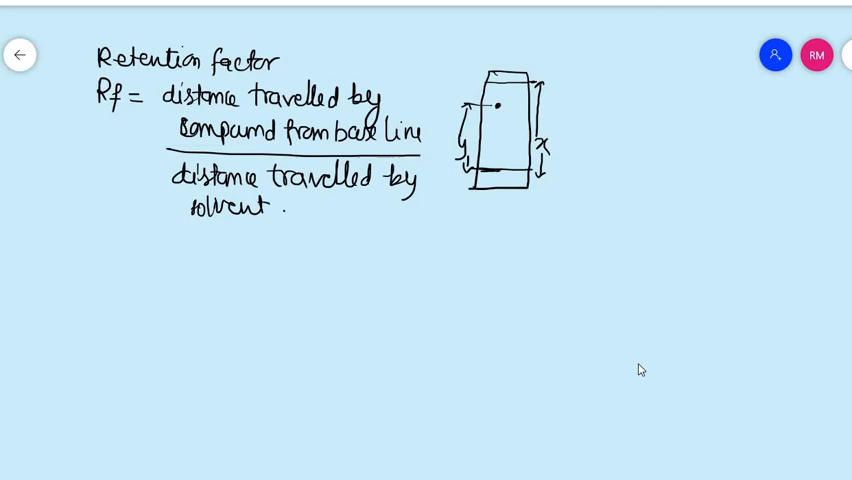 Retention factor
Rf = distance travelled by
compound from base line
distance travelled by
solvent.
y
x
RM